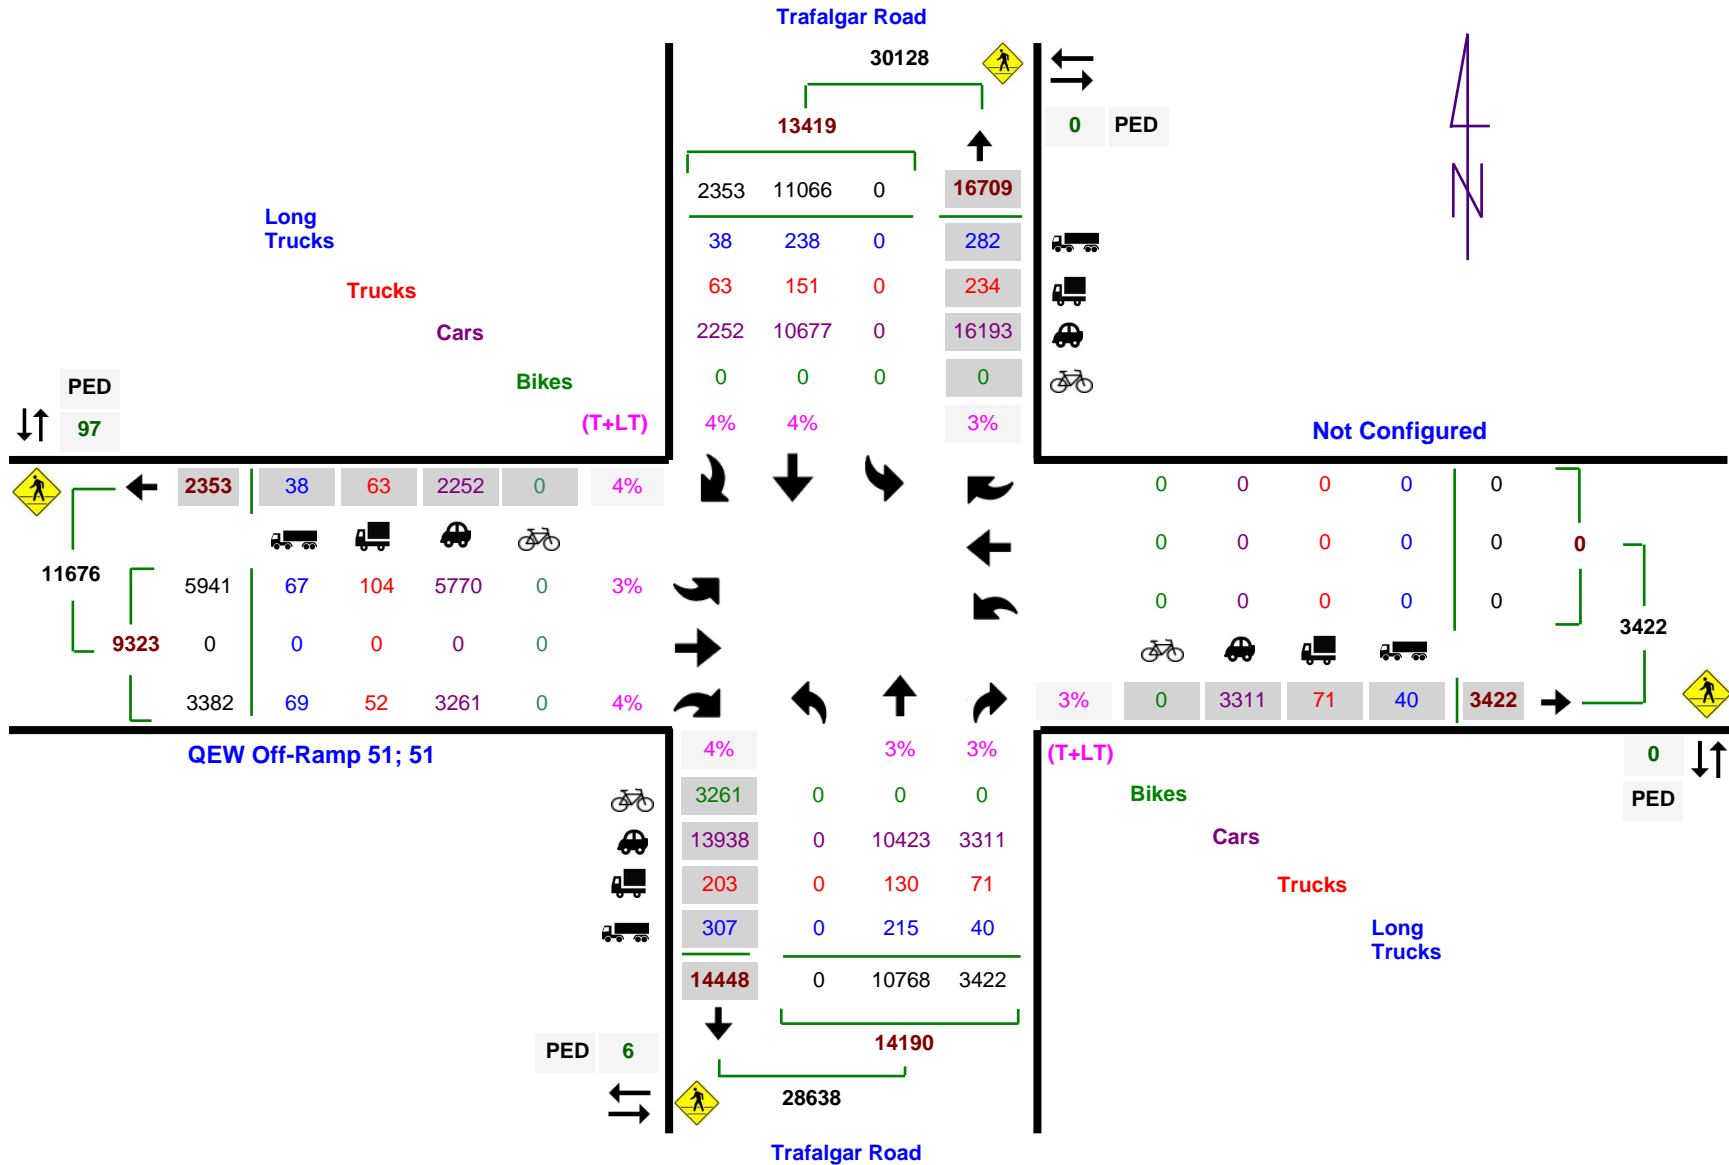 Trafalgar Road
30128
13419
0 PED
2353 11066 0 16709
Long
Trucks
38 238 0 282
Trucks
63 151 0 234
Cars
2252 10677 0 16193
Bikes
0 0 0 0
PED
97
(T+LT) 4% 4% 3%
N
Not Configured
2353 38 63 2252 0 4%
0 0 0 0 0
0 0 0 0 0 0
11676
5941 67 104 5770 0 3%
0 0 0 0 0
3422
9323 0 0 0 0 0
3382 69 52 3261 0 4%
3% 0 3311 71 40 3422
QEW Off-Ramp 51; 51
4% 3% 3%
(T+LT)
0
PED
3261 0 0 0
Bikes
13938 0 10423 3311
Cars
203 0 130 71
Trucks
307 0 215 40
Long
Trucks
14448 0 10768 3422
14190
PED 6
28638
Trafalgar Road